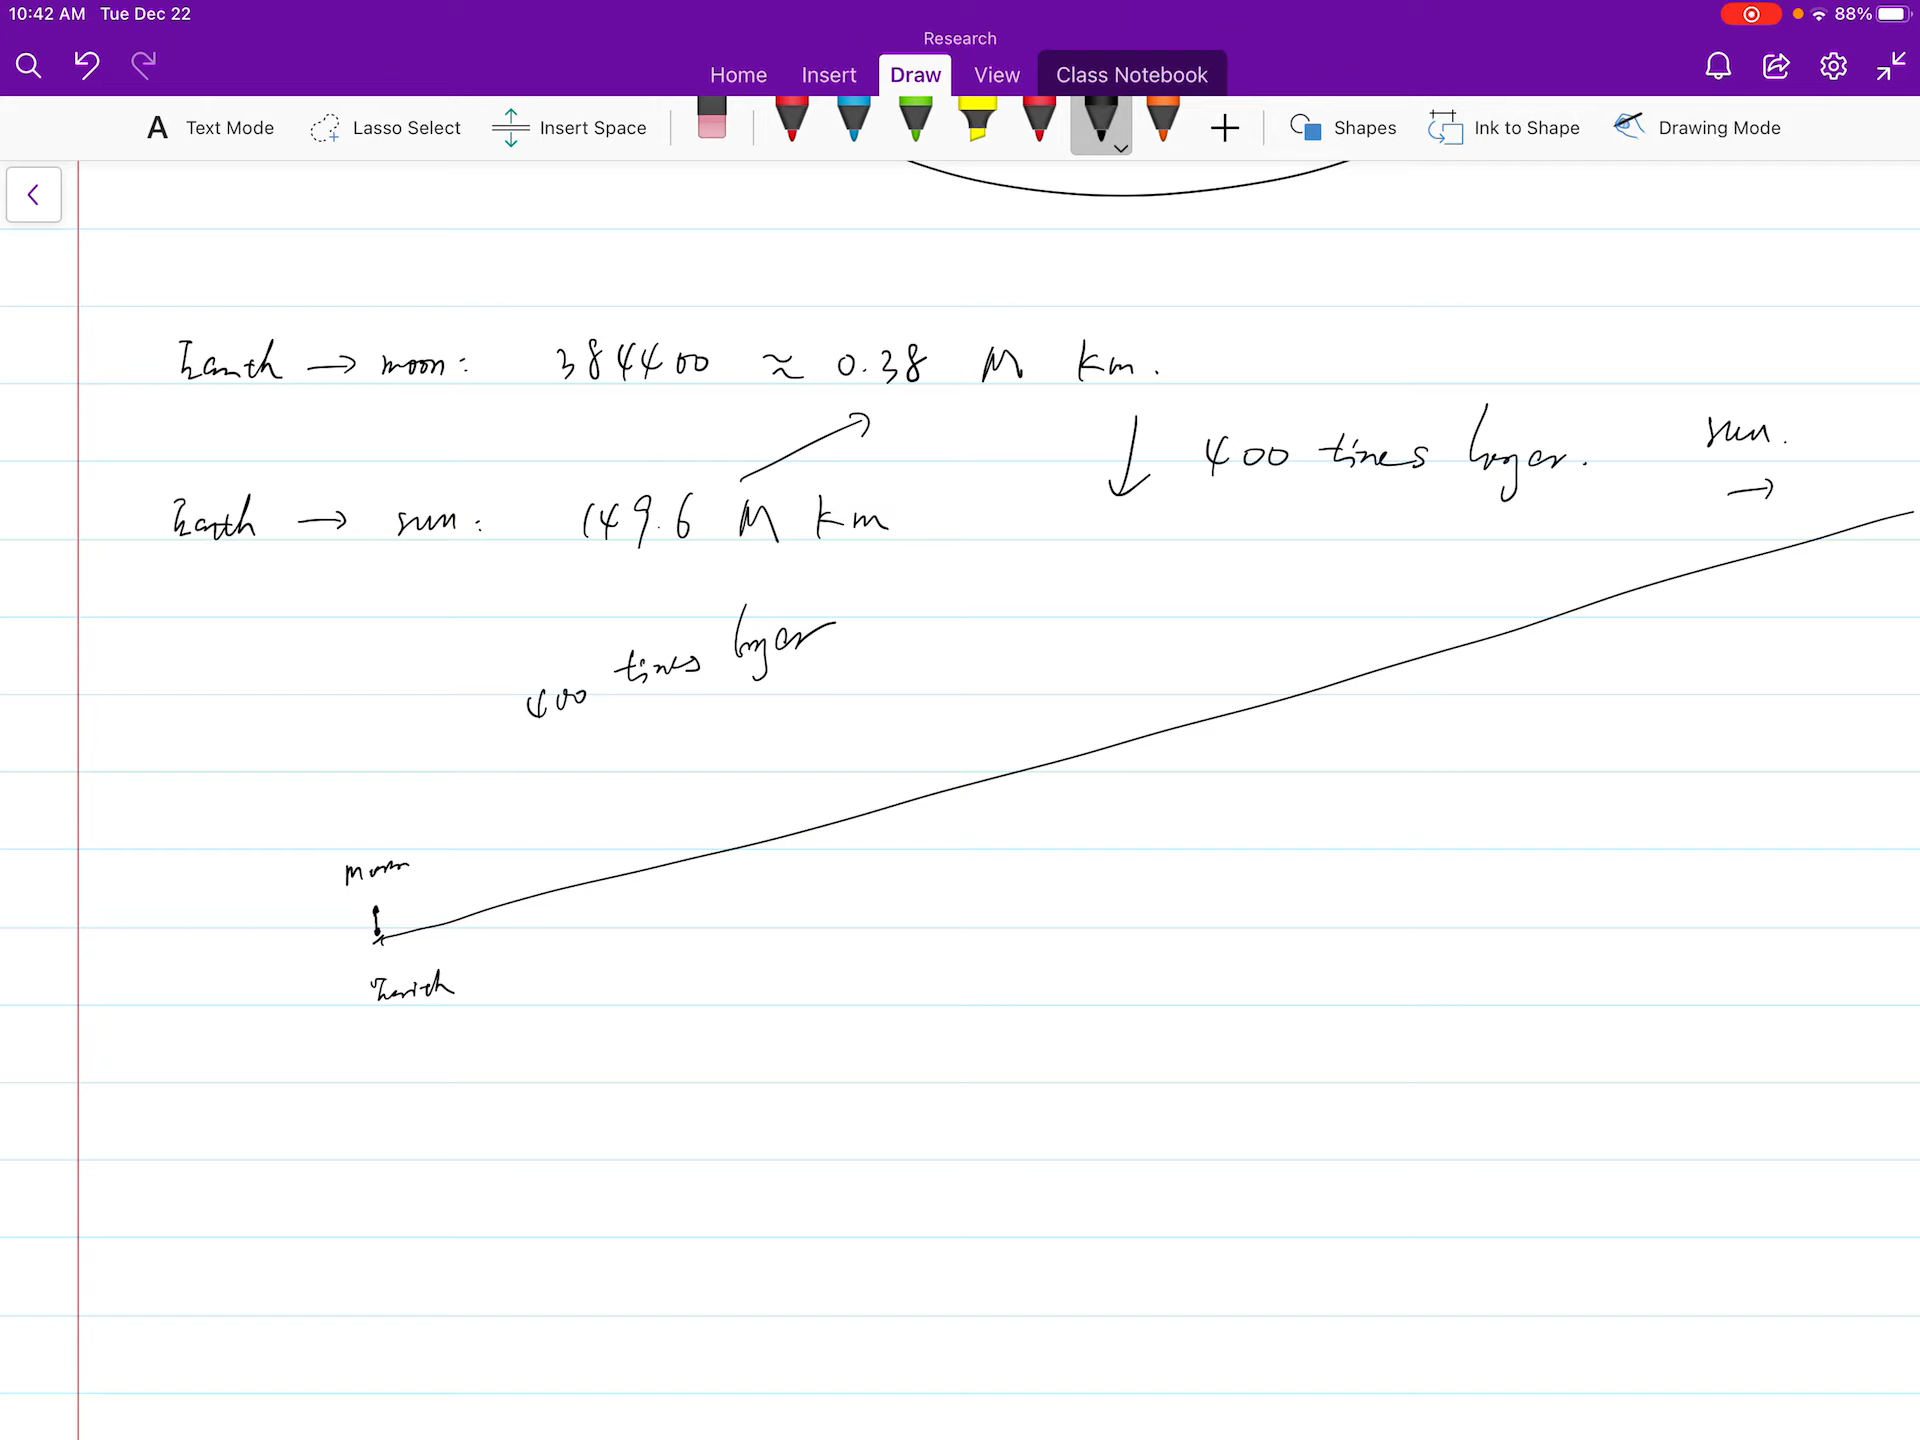 10:42 AM Tue Dec 22
88%
Research
Home Insert Draw View Class Notebook
A Text Mode Lasso Select Insert Space Shapes Ink to Shape Drawing Mode
Earth → moon: 384400 ≈ 0.38 M km.
↓ 400 times larger.
sun.
→
Earth → sun: 149.6 M km
400 times larger
Moon
Earth